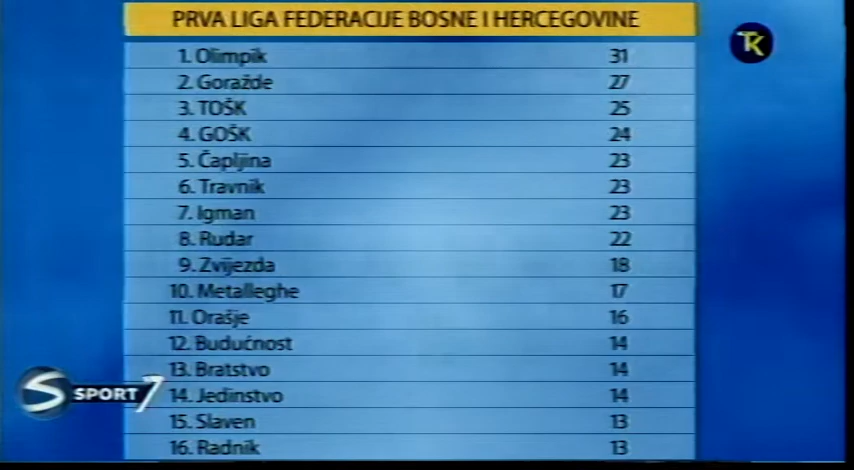 PRVA LIGA FEDERACIJE BOSNE I HERCEGOVINE
TK
1. Olimpik 31
2. Goražde 27
3. TOŠK 25
4. GOŠK 24
5. Čapljina 23
6. Travnik 23
7. Igman 23
8. Rudar 22
9. Zvijezda 18
10. Metalleghe 17
11. Orašje 16
12. Budućnost 14
13. Bratstvo 14
14. Jedinstvo 14
15. Slaven 13
16. Radnik 13
S SPORT 7